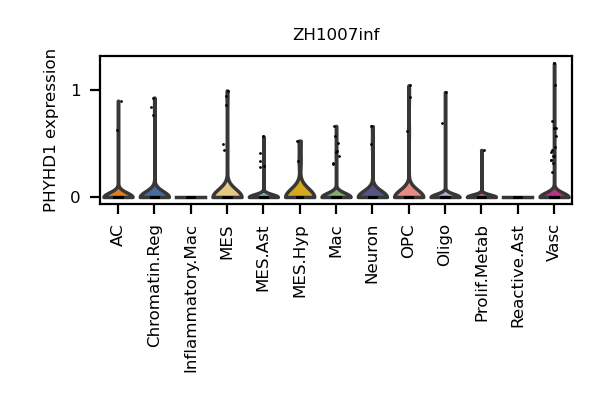 ZH1007inf
PHYHD1 expression
1
0
AC
Chromatin.Reg
Inflammatory.Mac
MES
MES.Ast
MES.Hyp
Mac
Neuron
OPC
Oligo
Prolif.Metab
Reactive.Ast
Vasc